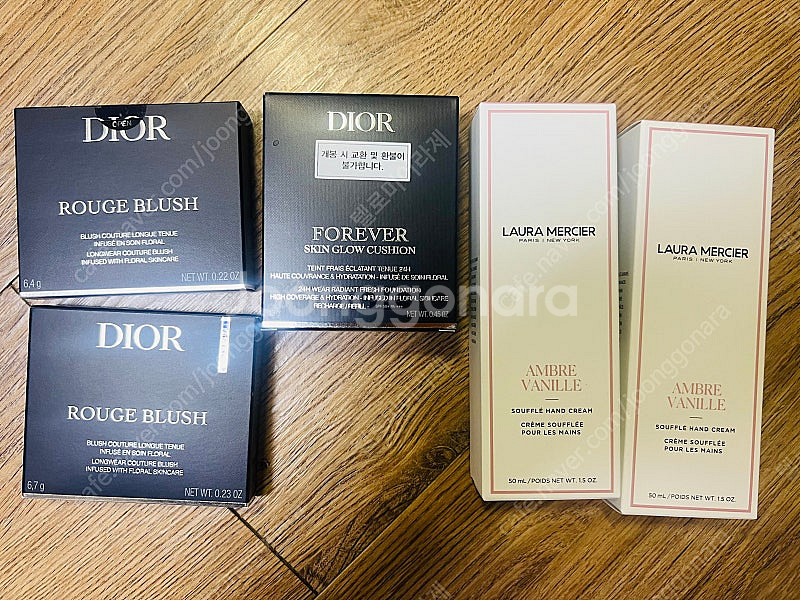 DIOR
OPEN
ROUGE BLUSH
BLUSH COUTURE LONGUE TENUE
INFUSÉ EN SOIN FLORAL
LONGWEAR COUTURE BLUSH
INFUSED WITH FLORAL SKINCARE
6,4 g
NET WT. 0.22 OZ
DIOR
ROUGE BLUSH
BLUSH COUTURE LONGUE TENUE
INFUSÉ EN SOIN FLORAL
LONGWEAR COUTURE BLUSH
INFUSED WITH FLORAL SKINCARE
6,7 g
NET WT. 0.23 OZ
DIOR
개봉 시 교환 및 환불이
불가합니다.
FOREVER
SKIN GLOW CUSHION
TEINT FRAIS ÉCLATANT TENUE 24H
HAUTE COUVRANCE & HYDRATATION - INFUSÉ DE SOIN FLORAL
24H WEAR RADIANT FRESH FOUNDATION
HIGH COVERAGE & HYDRATION - INFUSED IN FLORAL SKINCARE
RECHARGE / REFILL
NET WT. 0.45 OZ
LAURA MERCIER
PARIS | NEW YORK
AMBRE
VANILLE
SOUFFLÉ HAND CREAM
CRÈME SOUFFLÉE
POUR LES MAINS
50 mL / POIDS NET WT. 1.5 OZ.
LAURA MERCIER
PARIS | NEW YORK
AMBRE
VANILLE
SOUFFLÉ HAND CREAM
CRÈME SOUFFLÉE
POUR LES MAINS
50 mL / POIDS NET WT. 1.5 OZ.
joonggonara